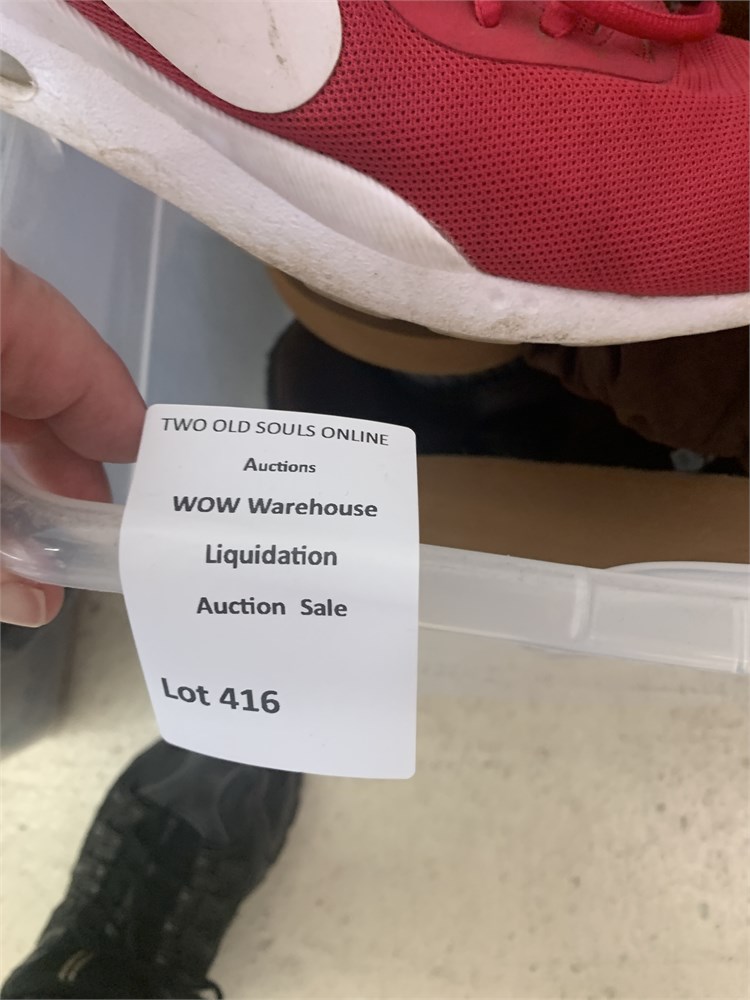 TWO OLD SOULS ONLINE
Auctions
WOW Warehouse
Liquidation
Auction Sale
Lot 416